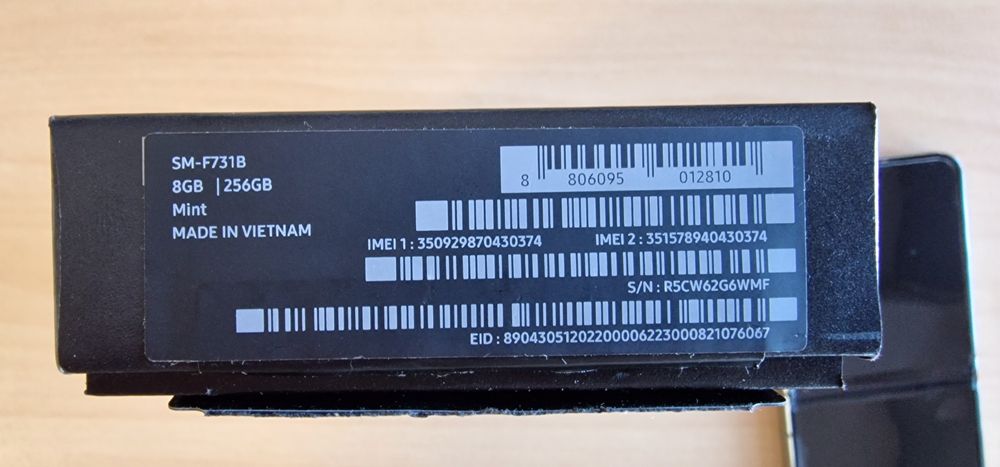 SM-F731B
8GB | 256GB
Mint
MADE IN VIETNAM
8 806095 012810
IMEI 1 : 350929870430374 IMEI 2 : 351578940430374
S/N : R5CW62G6WMF
EID : 89043051202200006223000821076067